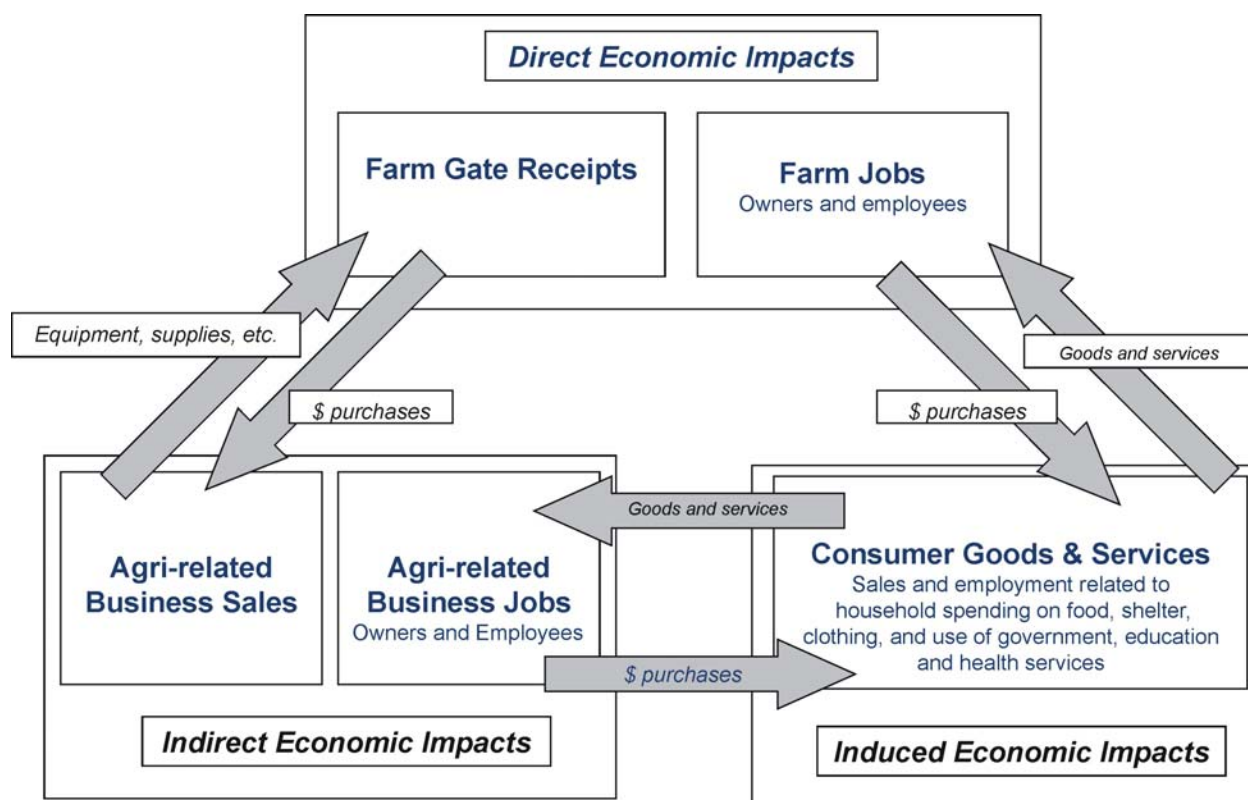 Direct Economic Impacts
Farm Gate Receipts
Farm Jobs
Owners and employees
Equipment, supplies, etc.
$ purchases
$ purchases
Goods and services
Agri-related
Business Sales
Agri-related
Business Jobs
Owners and Employees
Goods and services
$ purchases
Consumer Goods & Services
Sales and employment related to
household spending on food, shelter,
clothing, and use of government, education
and health services
Indirect Economic Impacts
Induced Economic Impacts